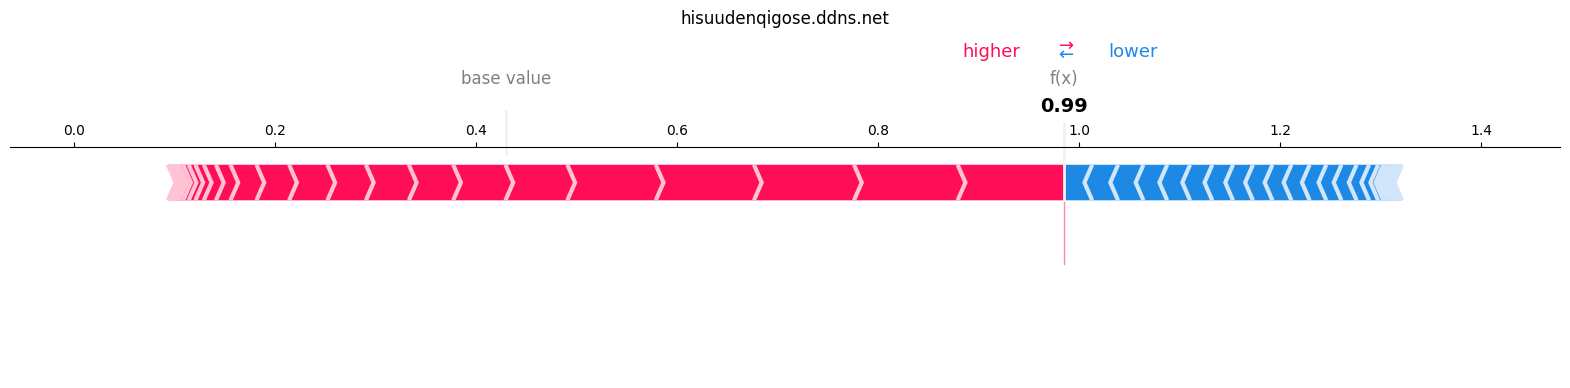 hisuudenqigose.ddns.net
higher ⇄ lower
base value f(x)
0.99
0.0 0.2 0.4 0.6 0.8 1.0 1.2 1.4